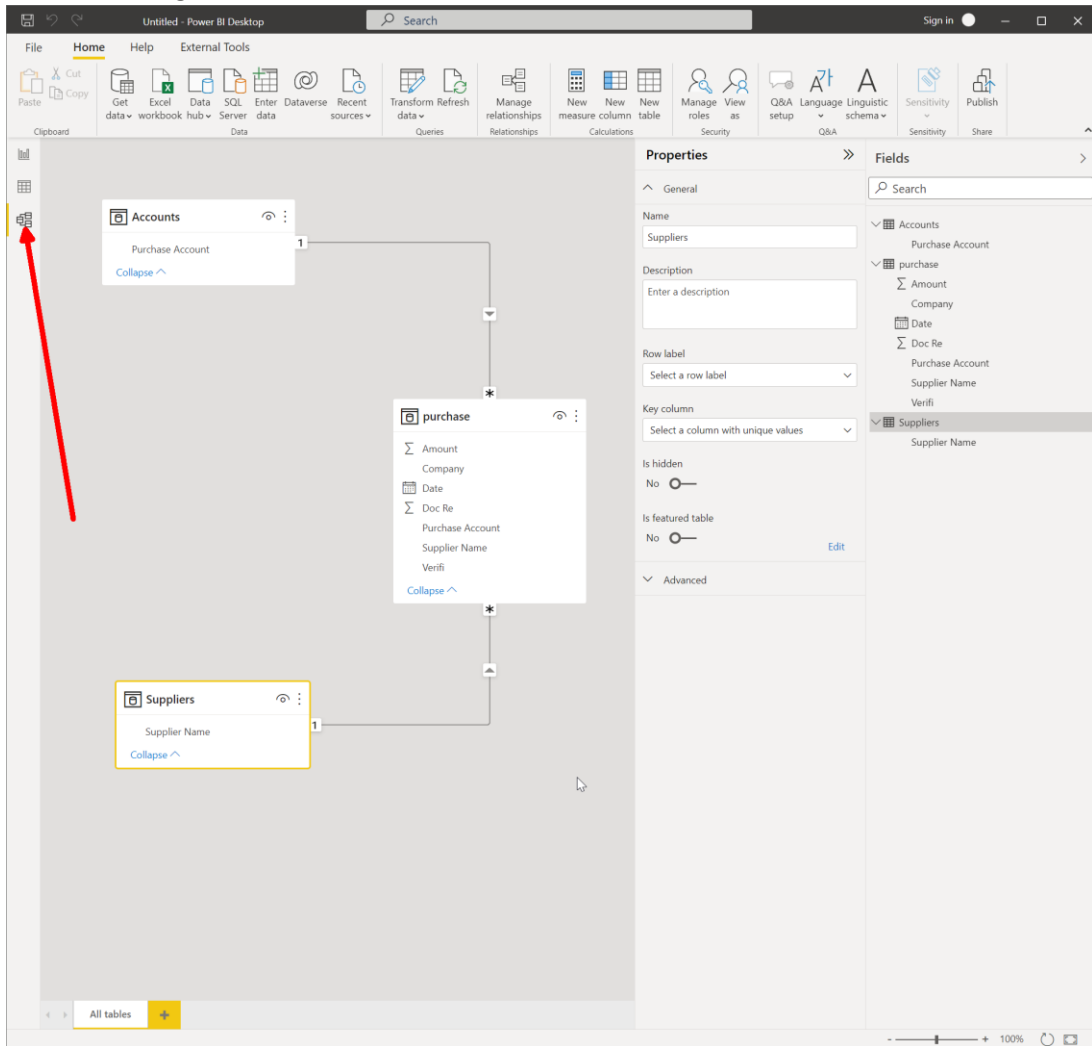 Untitled - Power BI Desktop
Search
Sign in
File Home Help External Tools
Paste
Cut
Copy
Get data
Excel workbook
Data hub
SQL Server
Enter data
Dataverse
Recent sources
Transform data
Refresh
Manage relationships
New measure
New column
New table
Manage roles
View as
Q&A setup
Language
Linguistic schema
Sensitivity
Publish
Clipboard
Data
Queries
Relationships
Calculations
Security
Q&A
Sensitivity
Share
Accounts
Purchase Account
Collapse
1
*
purchase
Amount
Company
Date
Doc Re
Purchase Account
Supplier Name
Verifi
Collapse
*
Suppliers
1
Supplier Name
Collapse
Properties
General
Name
Suppliers
Description
Enter a description
Row label
Select a row label
Key column
Select a column with unique values
Is hidden
No
Is featured table
No
Edit
Advanced
Fields
Search
Accounts
Purchase Account
purchase
Amount
Company
Date
Doc Re
Purchase Account
Supplier Name
Verifi
Suppliers
Supplier Name
All tables
+
- + 100%